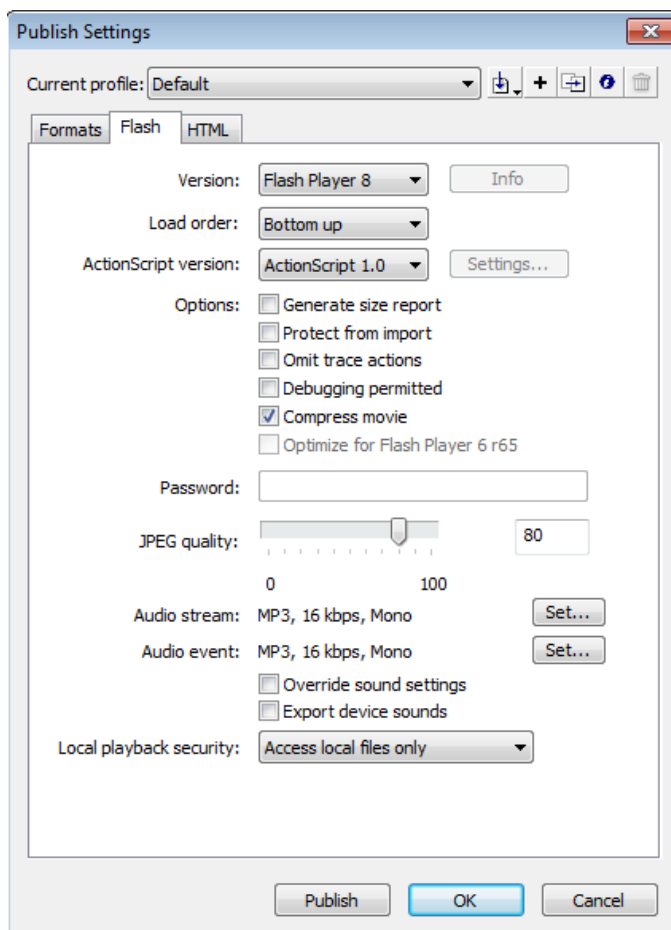 Publish Settings
Current profile: Default
Formats Flash HTML
Version: Flash Player 8 Info
Load order: Bottom up
ActionScript version: ActionScript 1.0 Settings...
Options: Generate size report
Protect from import
Omit trace actions
Debugging permitted
Compress movie
Optimize for Flash Player 6 r65
Password:
JPEG quality: 80
0 100
Audio stream: MP3, 16 kbps, Mono Set...
Audio event: MP3, 16 kbps, Mono Set...
Override sound settings
Export device sounds
Local playback security: Access local files only
Publish OK Cancel